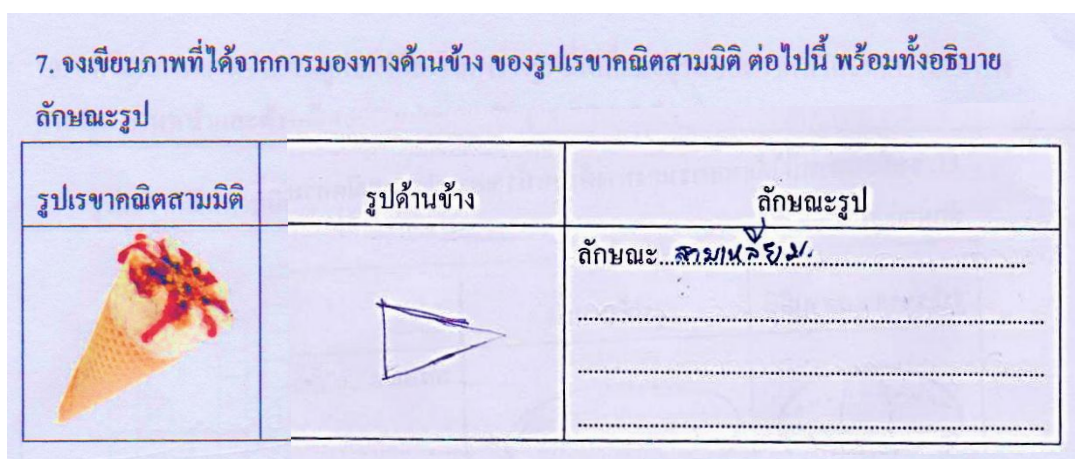 7. จงเขียนภาพที่ได้จากการมองทางด้านข้าง ของรูปเรขาคณิตสามมิติ ต่อไปนี้ พร้อมทั้งอธิบาย
ลักษณะรูป
รูปเรขาคณิตสามมิติ รูปด้านข้าง ลักษณะรูป
ลักษณะ สามเหลี่ยม